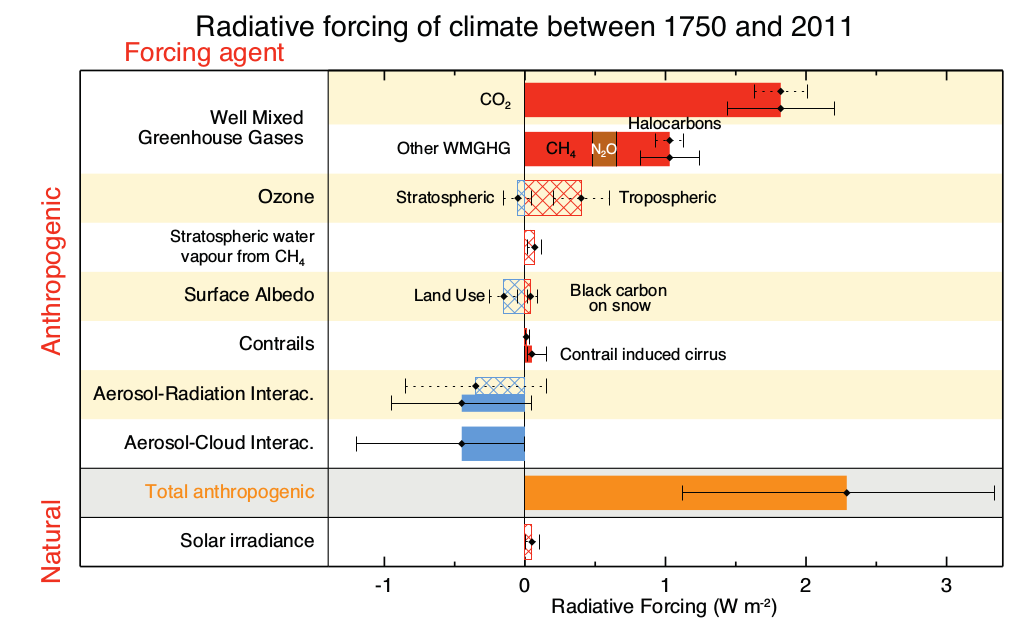 Radiative forcing of climate between 1750 and 2011
Forcing agent
Anthropogenic
Natural
Well Mixed
Greenhouse Gases
CO₂
Halocarbons
Other WMGHG
CH₄
N₂O
Ozone
Stratospheric
Tropospheric
Stratospheric water
vapour from CH₄
Surface Albedo
Land Use
Black carbon
on snow
Contrails
Contrail induced cirrus
Aerosol-Radiation Interac.
Aerosol-Cloud Interac.
Total anthropogenic
Solar irradiance
-1 0 1 2 3
Radiative Forcing (W m⁻²)